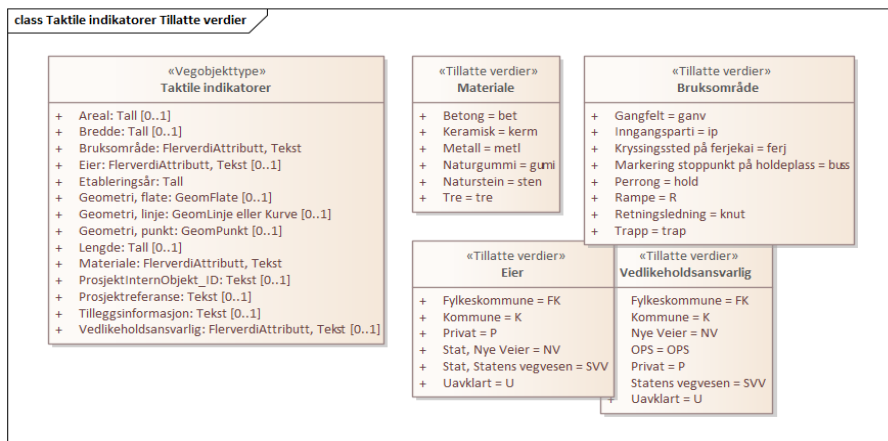 class Taktile indikatorer Tillatte verdier
«Vegobjekttype»
Taktile indikatorer
+ Areal: Tall [0..1]
+ Bredde: Tall [0..1]
+ Bruksområde: FlerverdiAttributt, Tekst
+ Eier: FlerverdiAttributt, Tekst [0..1]
+ Etableringsår: Tall
+ Geometri, flate: GeomFlate [0..1]
+ Geometri, linje: GeomLinje eller Kurve [0..1]
+ Geometri, punkt: GeomPunkt [0..1]
+ Lengde: Tall [0..1]
+ Materiale: FlerverdiAttributt, Tekst
+ ProsjektInternObjekt_ID: Tekst [0..1]
+ Prosjektreferanse: Tekst [0..1]
+ Tilleggsinformasjon: Tekst [0..1]
+ Vedlikeholdsansvarlig: FlerverdiAttributt, Tekst [0..1]
«Tillatte verdier»
Materiale
+ Betong = bet
+ Keramisk = kerm
+ Metall = metl
+ Naturgummi = gumi
+ Naturstein = sten
+ Tre = tre
«Tillatte verdier»
Bruksområde
+ Gangfelt = ganv
+ Inngangsparti = ip
+ Kryssingssted på ferjekai = ferj
+ Markering stoppunkt på holdeplass = buss
+ Perrong = hold
+ Rampe = R
+ Retningsledning = knut
+ Trapp = trap
«Tillatte verdier»
Eier
+ Fylkeskommune = FK
+ Kommune = K
+ Privat = P
+ Stat, Nye Veier = NV
+ Stat, Statens vegvesen = SVV
+ Uavklart = U
«Tillatte verdier»
Vedlikeholdsansvarlig
Fylkeskommune = FK
Kommune = K
Nye Veier = NV
OPS = OPS
Privat = P
Statens vegvesen = SVV
+ Uavklart = U